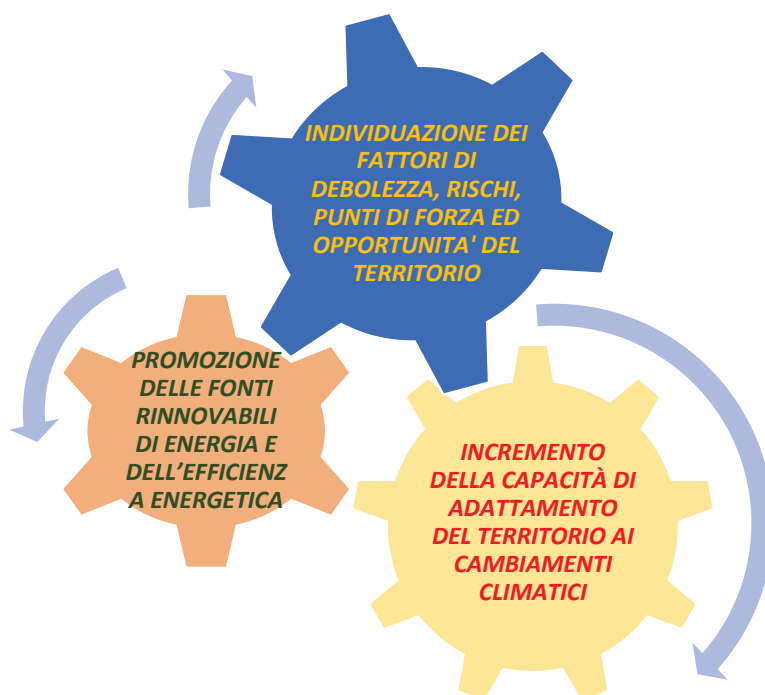 INDIVIDUAZIONE DEI
FATTORI DI
DEBOLEZZA, RISCHI,
PUNTI DI FORZA ED
OPPORTUNITA' DEL
TERRITORIO
PROMOZIONE
DELLE FONTI
RINNOVABILI
DI ENERGIA E
DELL’EFFICIENZ
A ENERGETICA
INCREMENTO
DELLA CAPACITÀ DI
ADATTAMENTO
DEL TERRITORIO AI
CAMBIAMENTI
CLIMATICI